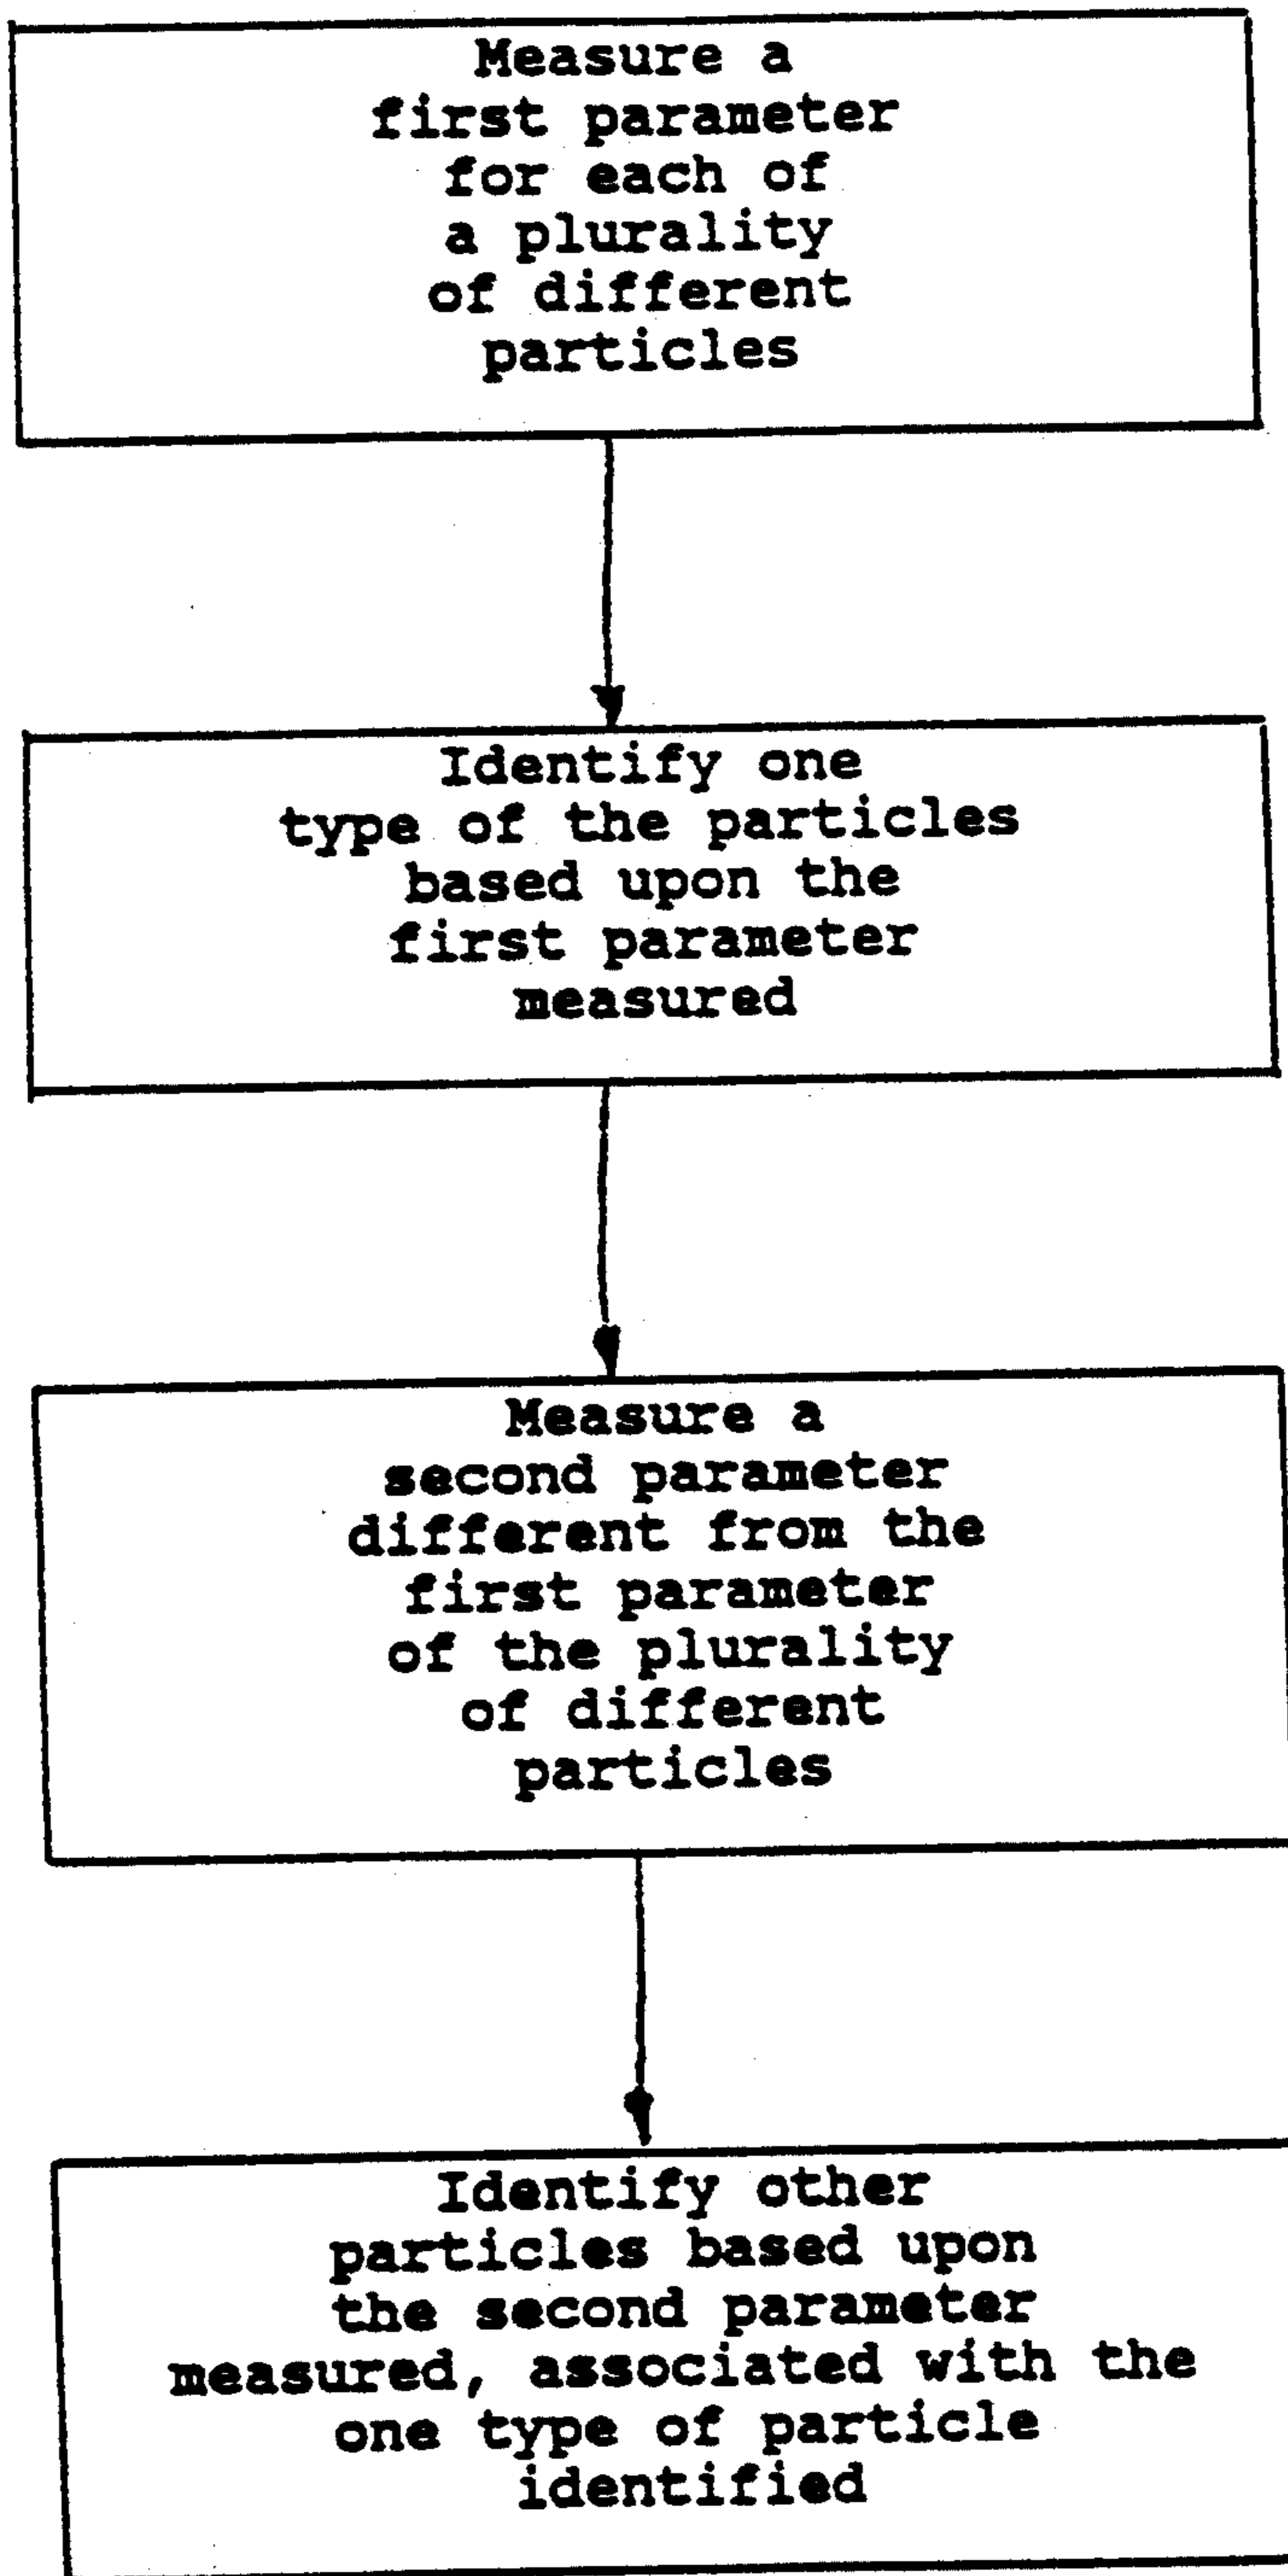 Measure a
first parameter
for each of
a plurality
of different
particles
Identify one
type of the particles
based upon the
first parameter
measured
Measure a
second parameter
different from the
first parameter
of the plurality
of different
particles
Identify other
particles based upon
the second parameter
measured, associated with the
one type of particle
identified